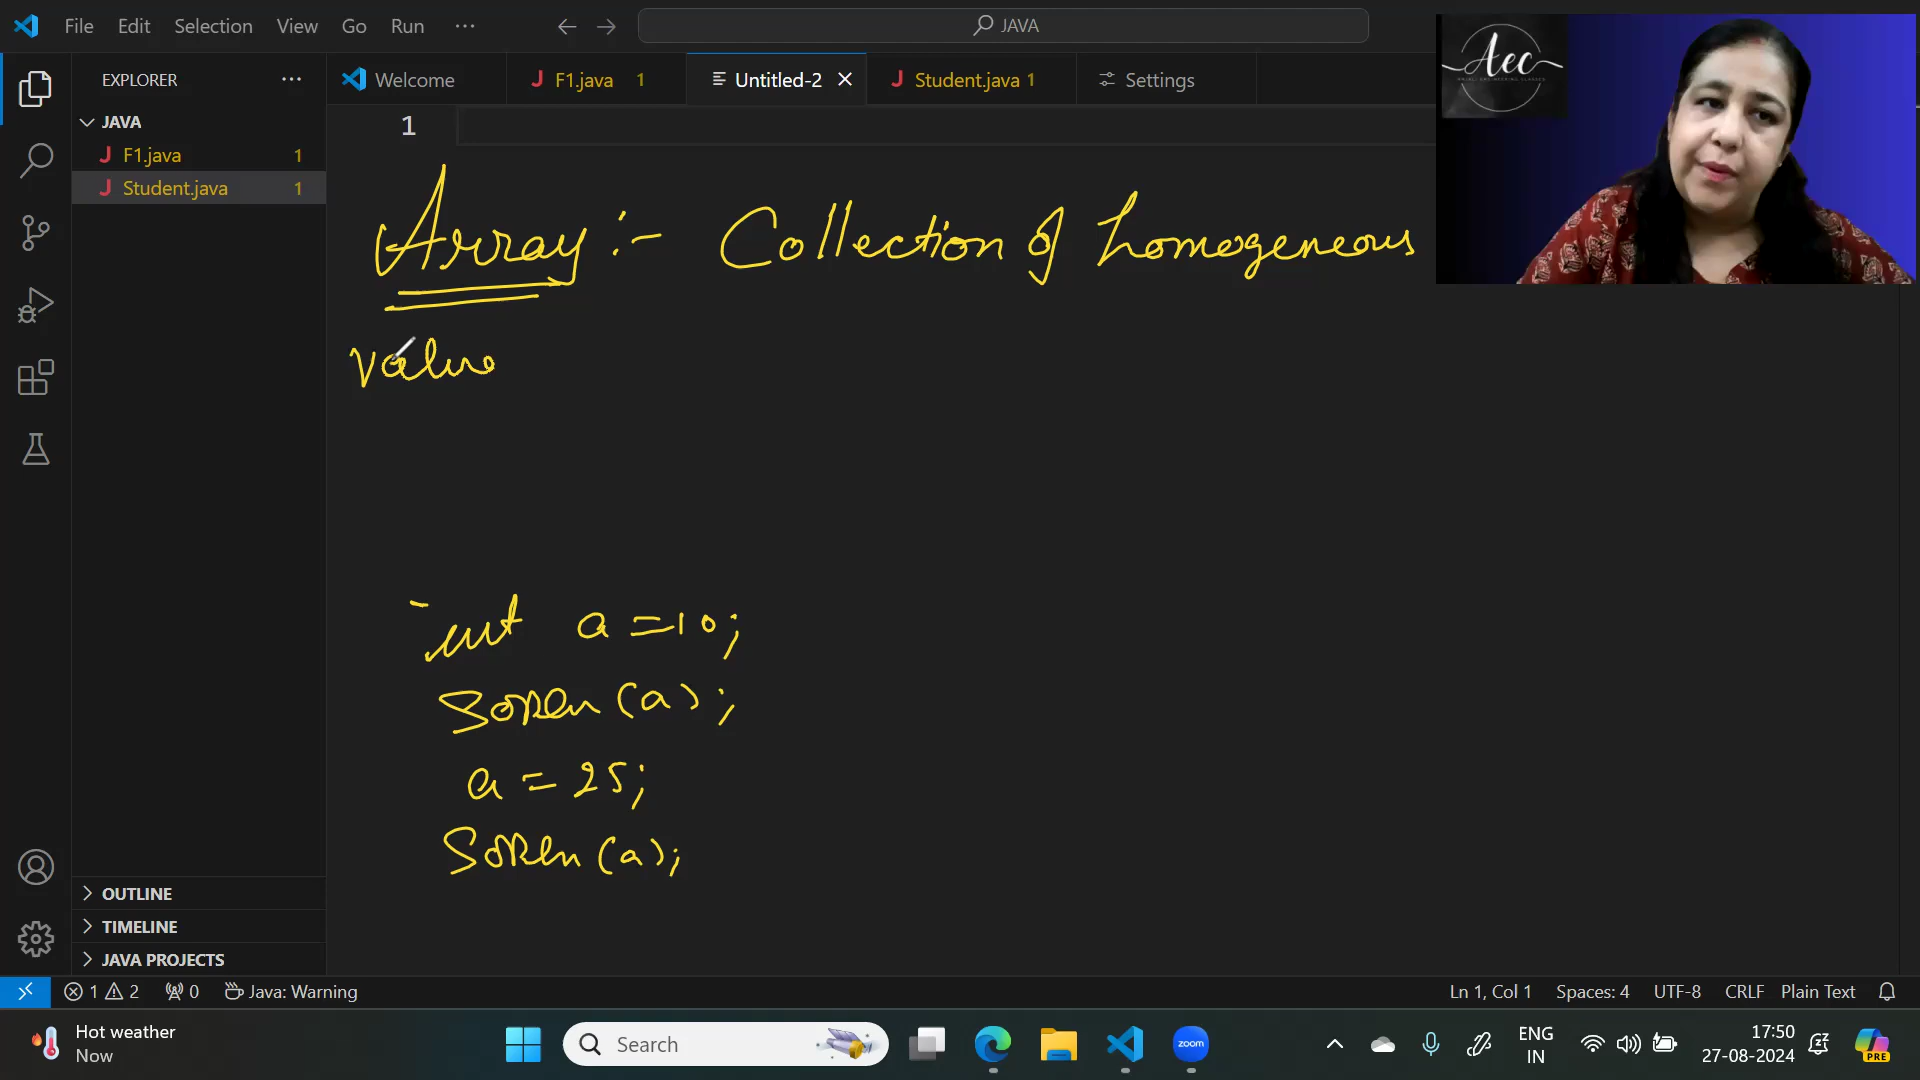 File Edit Selection View Go Run ··· JAVA
Aec
EXPLORER ···
Welcome F1.java 1 Untitled-2 Student.java 1 Settings
JAVA
F1.java 1
Student.java 1
1
Array :- Collection of homogeneous
value
int a = 10;
a = 25;
OUTLINE
TIMELINE
JAVA PROJECTS
1 2 0 Java: Warning Ln 1, Col 1 Spaces: 4 UTF-8 CRLF Plain Text
Hot weather
Now
Search
zoom
ENG
IN
17:50
27-08-2024
PRE